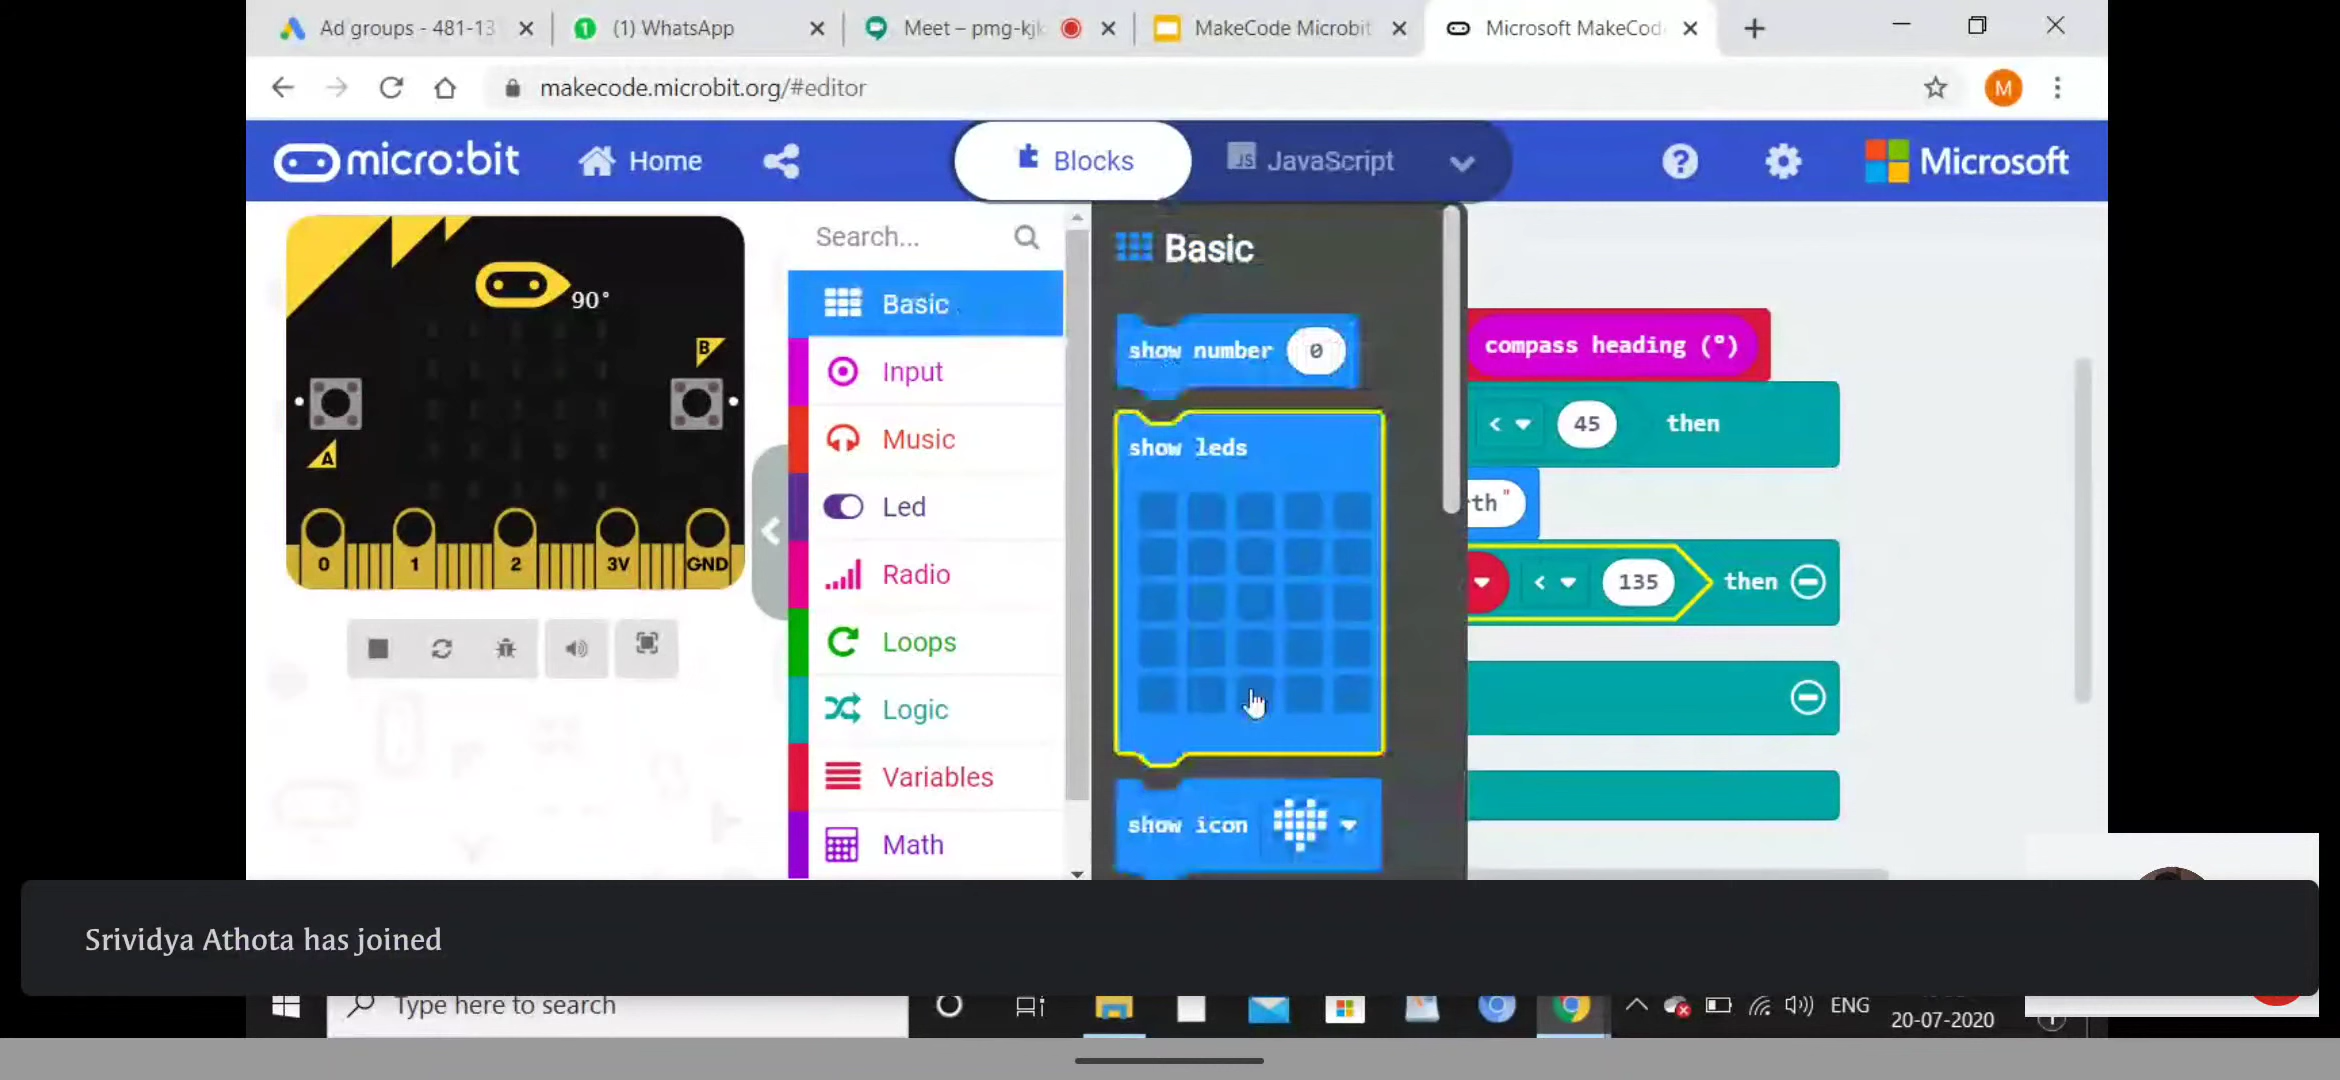 Ad groups - 481-13
(1) WhatsApp
Meet – pmg-kjk
MakeCode Microbit
Microsoft MakeCod
makecode.microbit.org/#editor
M
micro:bit
Home
Blocks
JS JavaScript
?
Microsoft
Search...
Basic
Input
Music
Led
Radio
Loops
Logic
Variables
Math
90°
B
A
0 1 2 3V GND
Basic
show number 0
show leds
show icon
compass heading (°)
< 45 then
th"
< 135 then
Srividya Athota has joined
Type here to search
ENG
20-07-2020